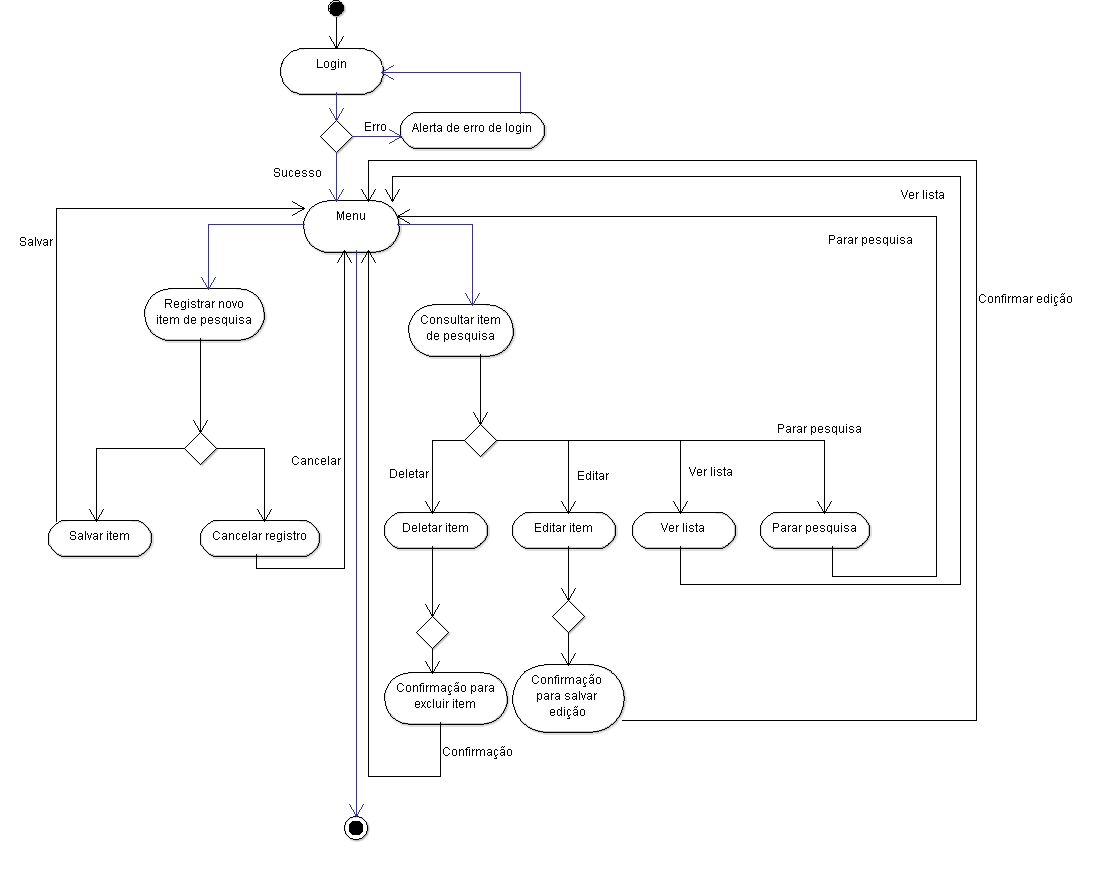 Login
Erro
Alerta de erro de login
Sucesso
Ver lista
Menu
Salvar
Parar pesquisa
Confirmar edição
Registrar novo
item de pesquisa
Consultar item
de pesquisa
Parar pesquisa
Cancelar
Deletar
Editar
Ver lista
Salvar item
Cancelar registro
Deletar item
Editar item
Ver lista
Parar pesquisa
Confirmação para
excluir item
Confirmação
para salvar
edição
Confirmação